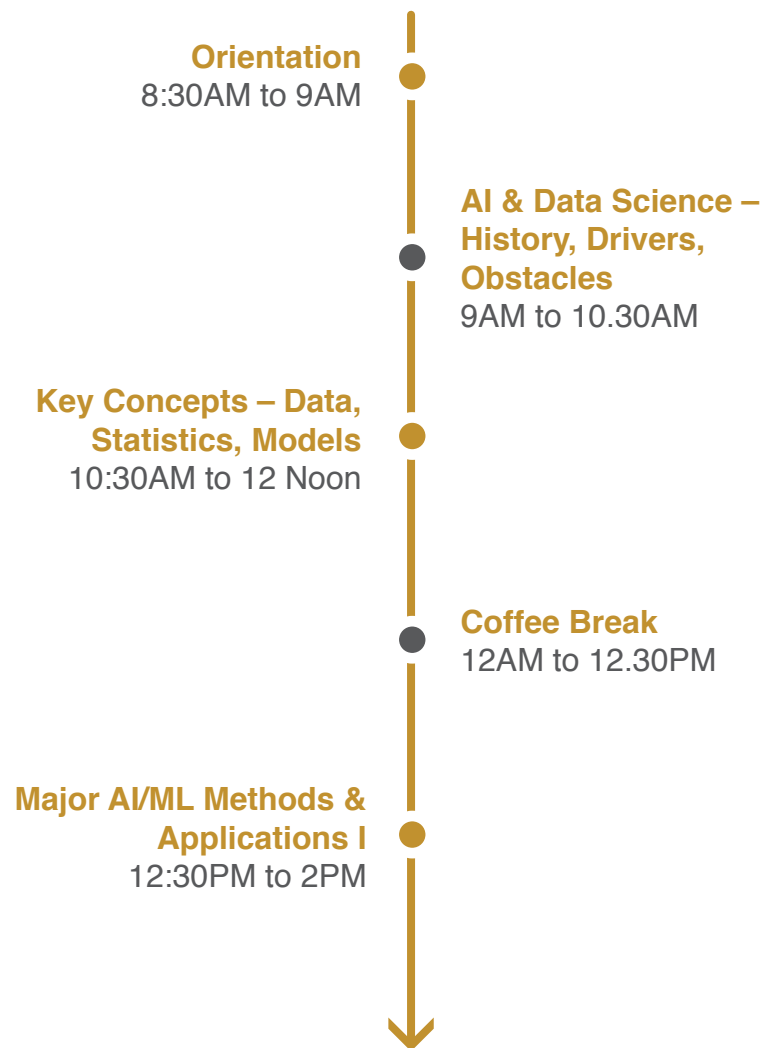 Orientation
8:30AM to 9AM
AI & Data Science –
History, Drivers,
Obstacles
9AM to 10.30AM
Key Concepts – Data,
Statistics, Models
10:30AM to 12 Noon
Coffee Break
12AM to 12.30PM
Major AI/ML Methods &
Applications I
12:30PM to 2PM